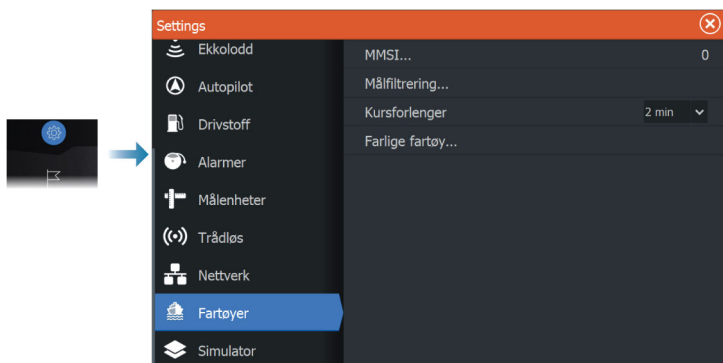 Settings
Ekkolodd
Autopilot
Drivstoff
Alarmer
Målenheter
Trådløs
Nettverk
Fartøyer
Simulator
MMSI... 0
Målfiltrering...
Kursforlenger 2 min
Farlige fartøy...